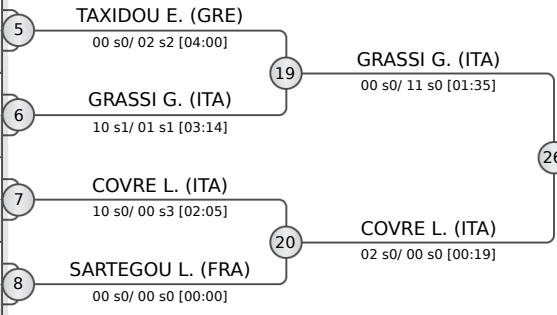 TAXIDOU E. (GRE)
5
00 s0/ 02 s2 [04:00]
GRASSI G. (ITA)
19
00 s0/ 11 s0 [01:35]
GRASSI G. (ITA)
6
10 s1/ 01 s1 [03:14]
26
COVRE L. (ITA)
7
10 s0/ 00 s3 [02:05]
COVRE L. (ITA)
20
02 s0/ 00 s0 [00:19]
SARTEGOU L. (FRA)
8
00 s0/ 00 s0 [00:00]